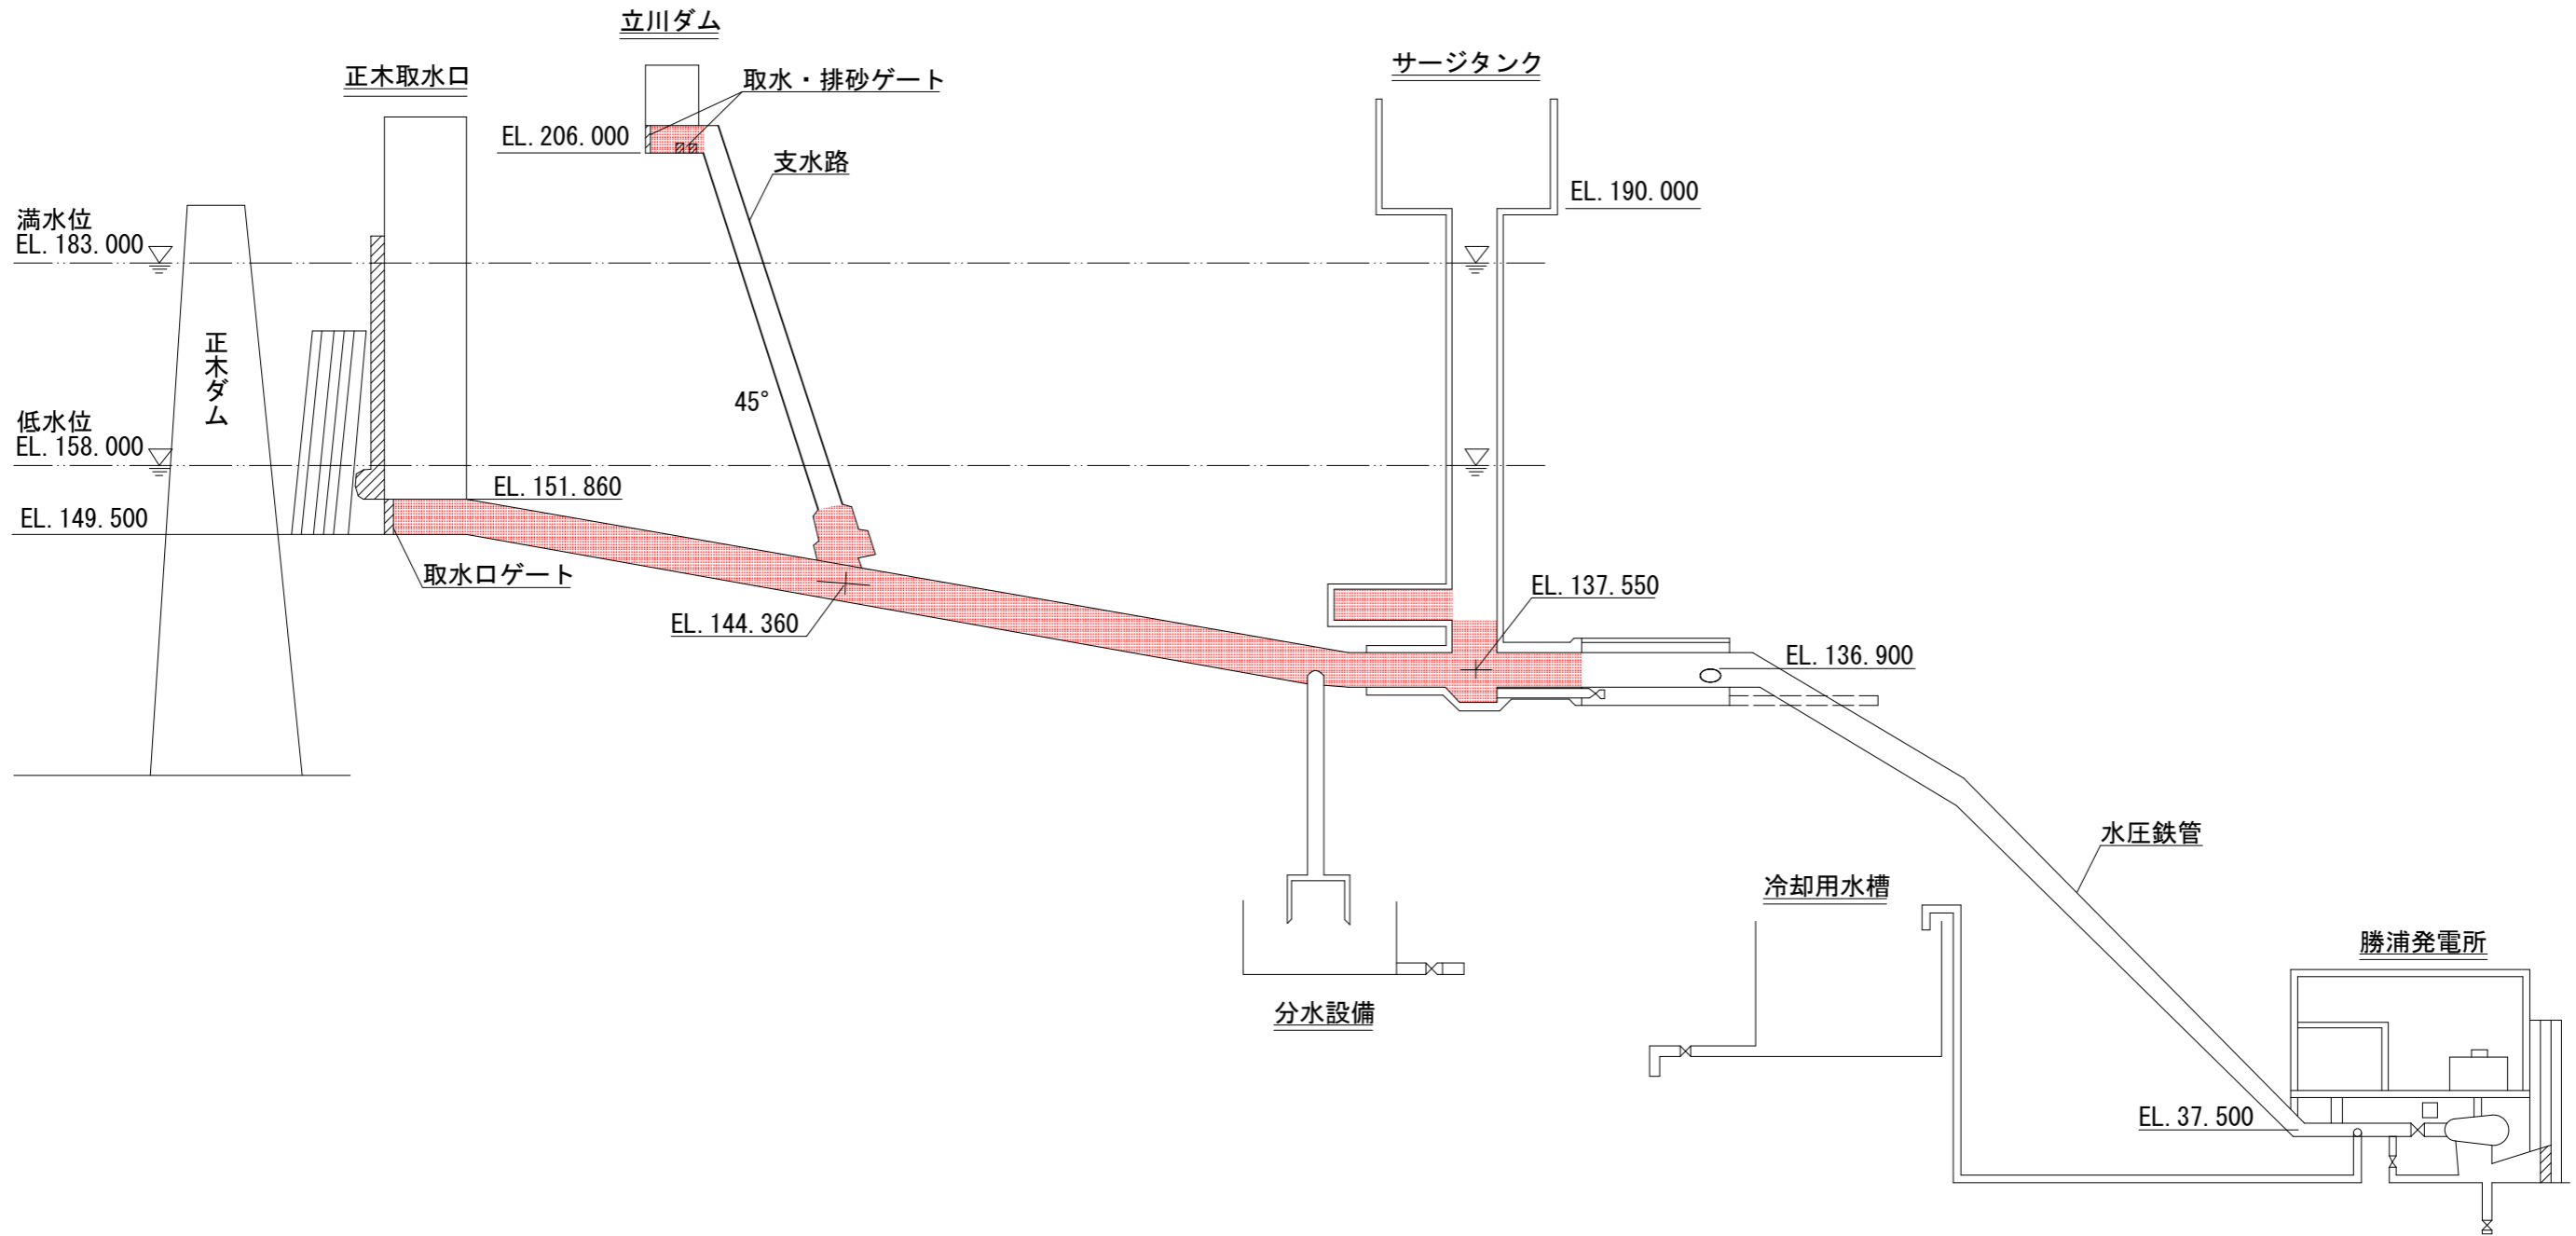 立川ダム
サージタンク
正木取水口
取水・排砂ゲート
EL. 206.000
支水路
EL. 190.000
満水位
EL. 183.000
正木ダム
45°
低水位
EL. 158.000
EL. 151.860
EL. 149.500
取水口ゲート
EL. 137.550
EL. 144.360
EL. 136.900
水圧鉄管
冷却用水槽
勝浦発電所
分水設備
EL. 37.500